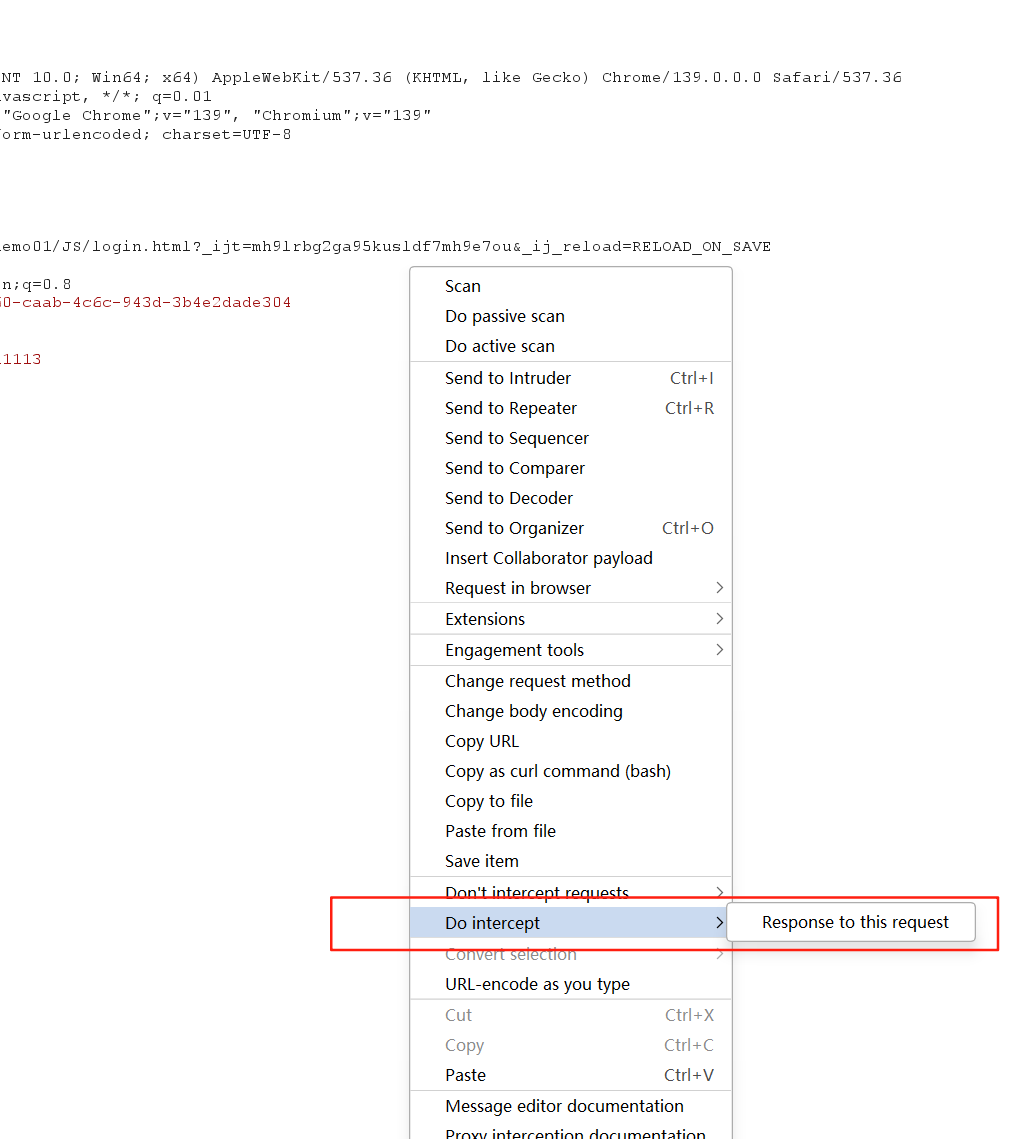 NT 10.0; Win64; x64) AppleWebKit/537.36 (KHTML, like Gecko) Chrome/139.0.0.0 Safari/537.36
vascript, */*; q=0.01
"Google Chrome";v="139", "Chromium";v="139"
form-urlencoded; charset=UTF-8
demo01/JS/login.html?_ijt=mh9lrbg2ga95kusldf7mh9e7ou&_ij_reload=RELOAD_ON_SAVE
n;q=0.8
0-caab-4c6c-943d-3b4e2dade304
1113
Scan
Do passive scan
Do active scan
Send to Intruder Ctrl+I
Send to Repeater Ctrl+R
Send to Sequencer
Send to Comparer
Send to Decoder
Send to Organizer Ctrl+O
Insert Collaborator payload
Request in browser
Extensions
Engagement tools
Change request method
Change body encoding
Copy URL
Copy as curl command (bash)
Copy to file
Paste from file
Save item
Don't intercept requests
Do intercept
Response to this request
Convert selection
URL-encode as you type
Cut Ctrl+X
Copy Ctrl+C
Paste Ctrl+V
Message editor documentation
Proxy interception documentation